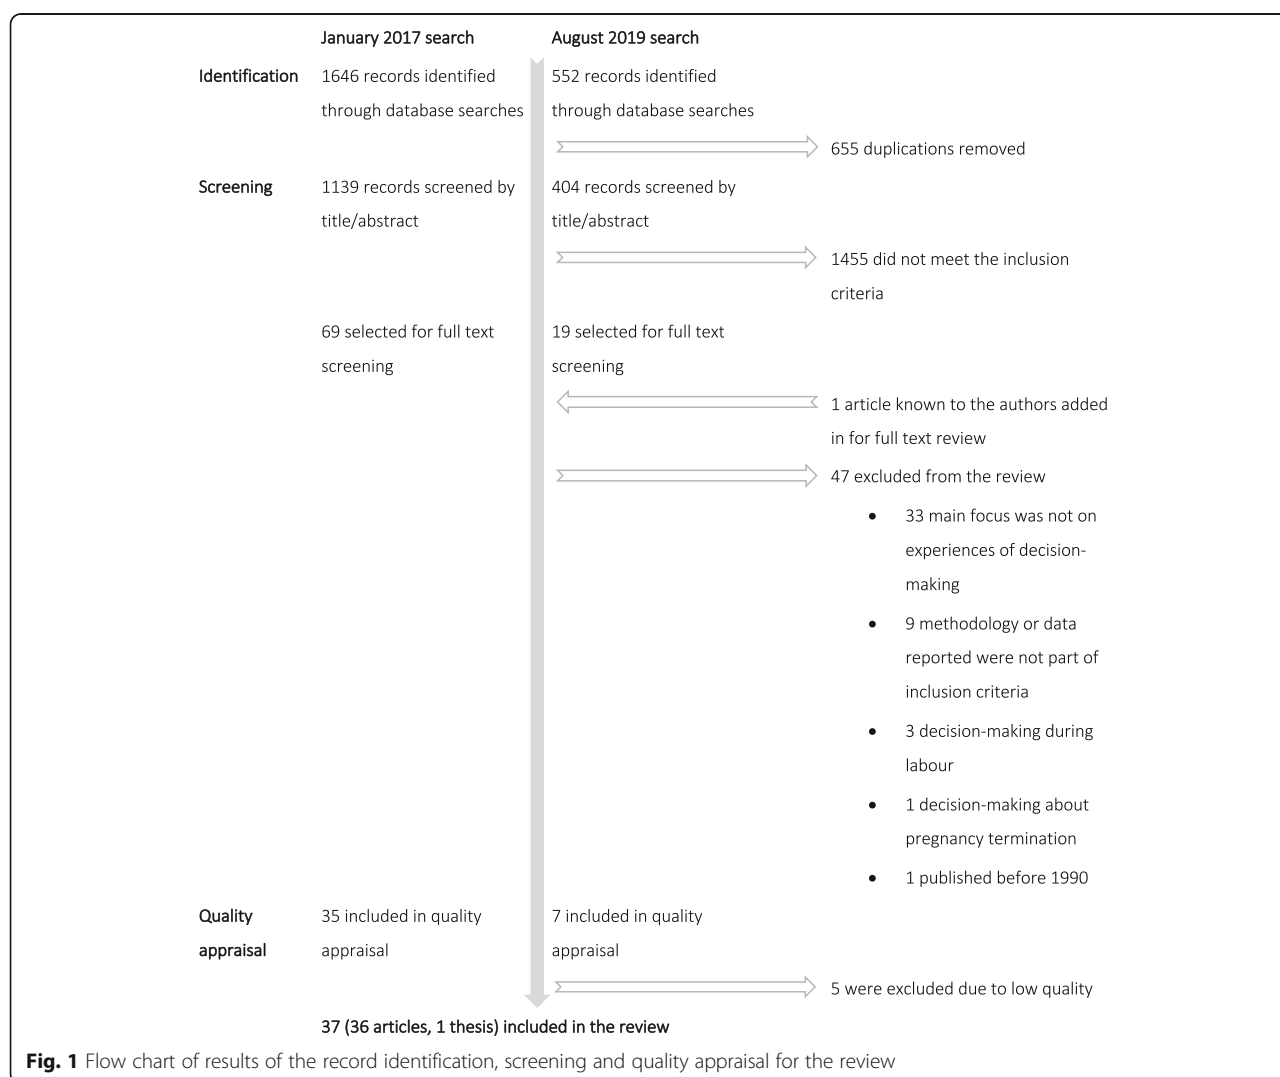 January 2017 search
August 2019 search
Identification
1646 records identified
through database searches
552 records identified
through database searches
655 duplications removed
Screening
1139 records screened by
title/abstract
404 records screened by
title/abstract
1455 did not meet the inclusion
criteria
69 selected for full text
screening
19 selected for full text
screening
1 article known to the authors added
in for full text review
47 excluded from the review
• 33 main focus was not on
experiences of decision-
making
• 9 methodology or data
reported were not part of
inclusion criteria
• 3 decision-making during
labour
• 1 decision-making about
pregnancy termination
• 1 published before 1990
Quality
appraisal
35 included in quality
appraisal
7 included in quality
appraisal
5 were excluded due to low quality
37 (36 articles, 1 thesis) included in the review
Fig. 1 Flow chart of results of the record identification, screening and quality appraisal for the review